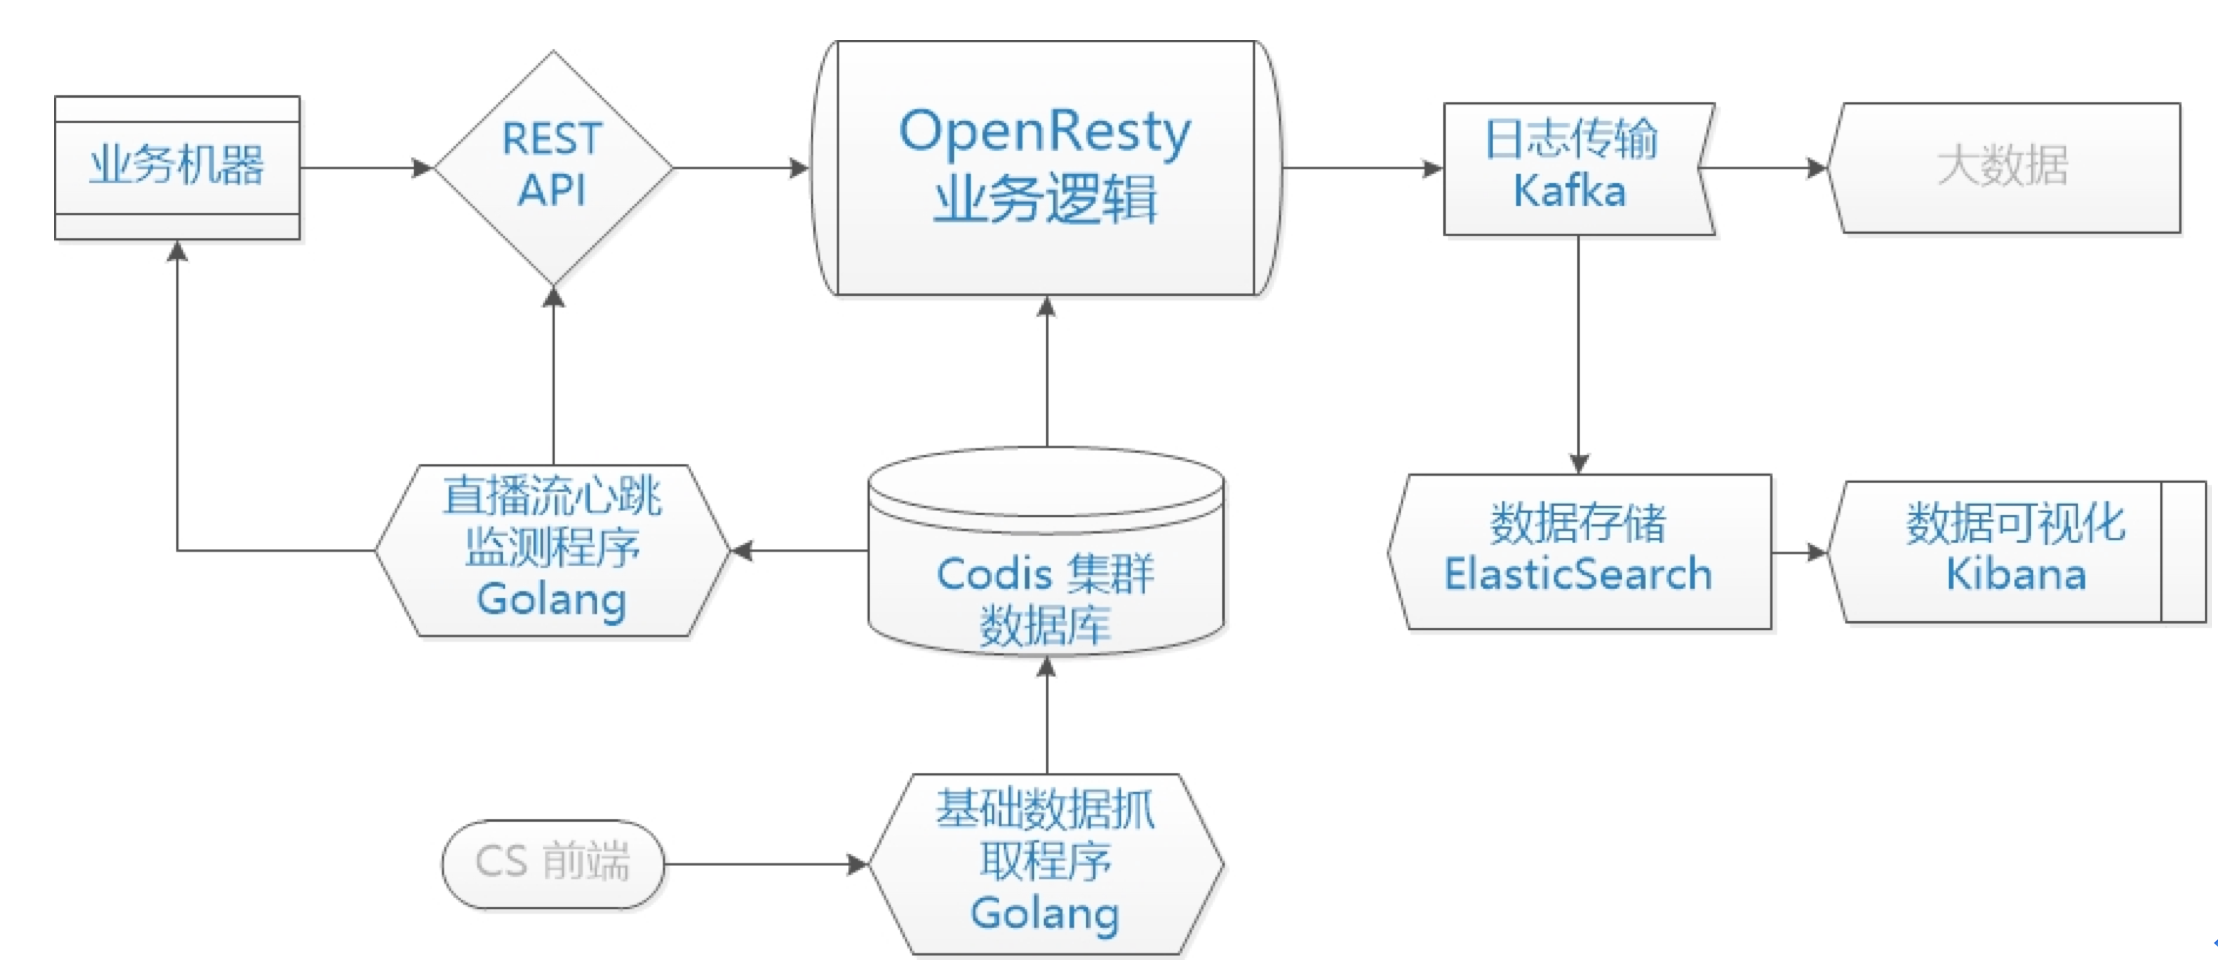 业务机器
REST
API
OpenResty
业务逻辑
日志传输
Kafka
大数据
直播流心跳
监测程序
Golang
Codis 集群
数据库
数据存储
ElasticSearch
数据可视化
Kibana
CS 前端
基础数据抓
取程序
Golang